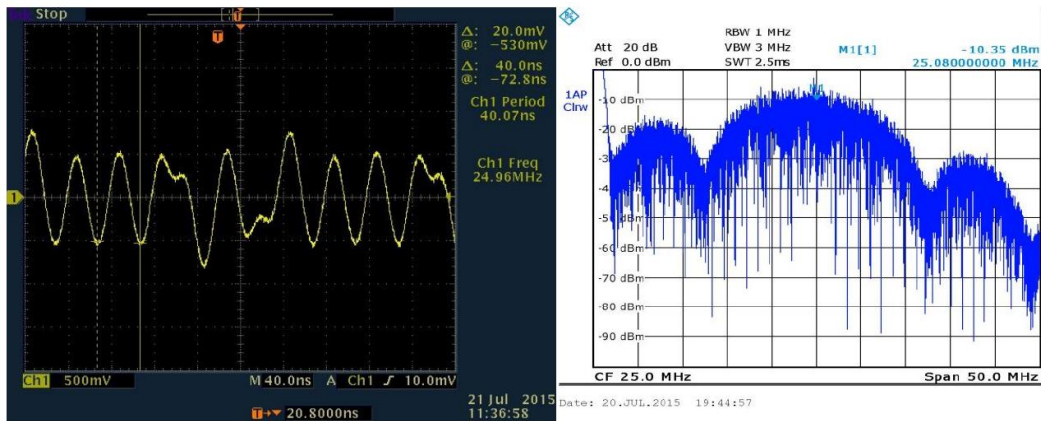 Stop
Δ: 20.0mV
@: -530mV
Δ: 40.0ns
@: -72.8ns
Ch1 Period
40.07ns
Ch1 Freq
24.96MHz
1
Ch1 500mV M 40.0ns A Ch1 ƒ 10.0mV
21 Jul 2015
11:36:58
T→▼ 20.8000ns
RBW 1 MHz
Att 20 dB VBW 3 MHz M1[1] -10.35 dBm
Ref 0.0 dBm SWT 2.5ms 25.080000000 MHz
1AP
Clrw
-10 dBm
-20 dBm
-60 dBm
-70 dBm
-80 dBm
-90 dBm
CF 25.0 MHz Span 50.0 MHz
Date: 20.JUL.2015 19:44:57